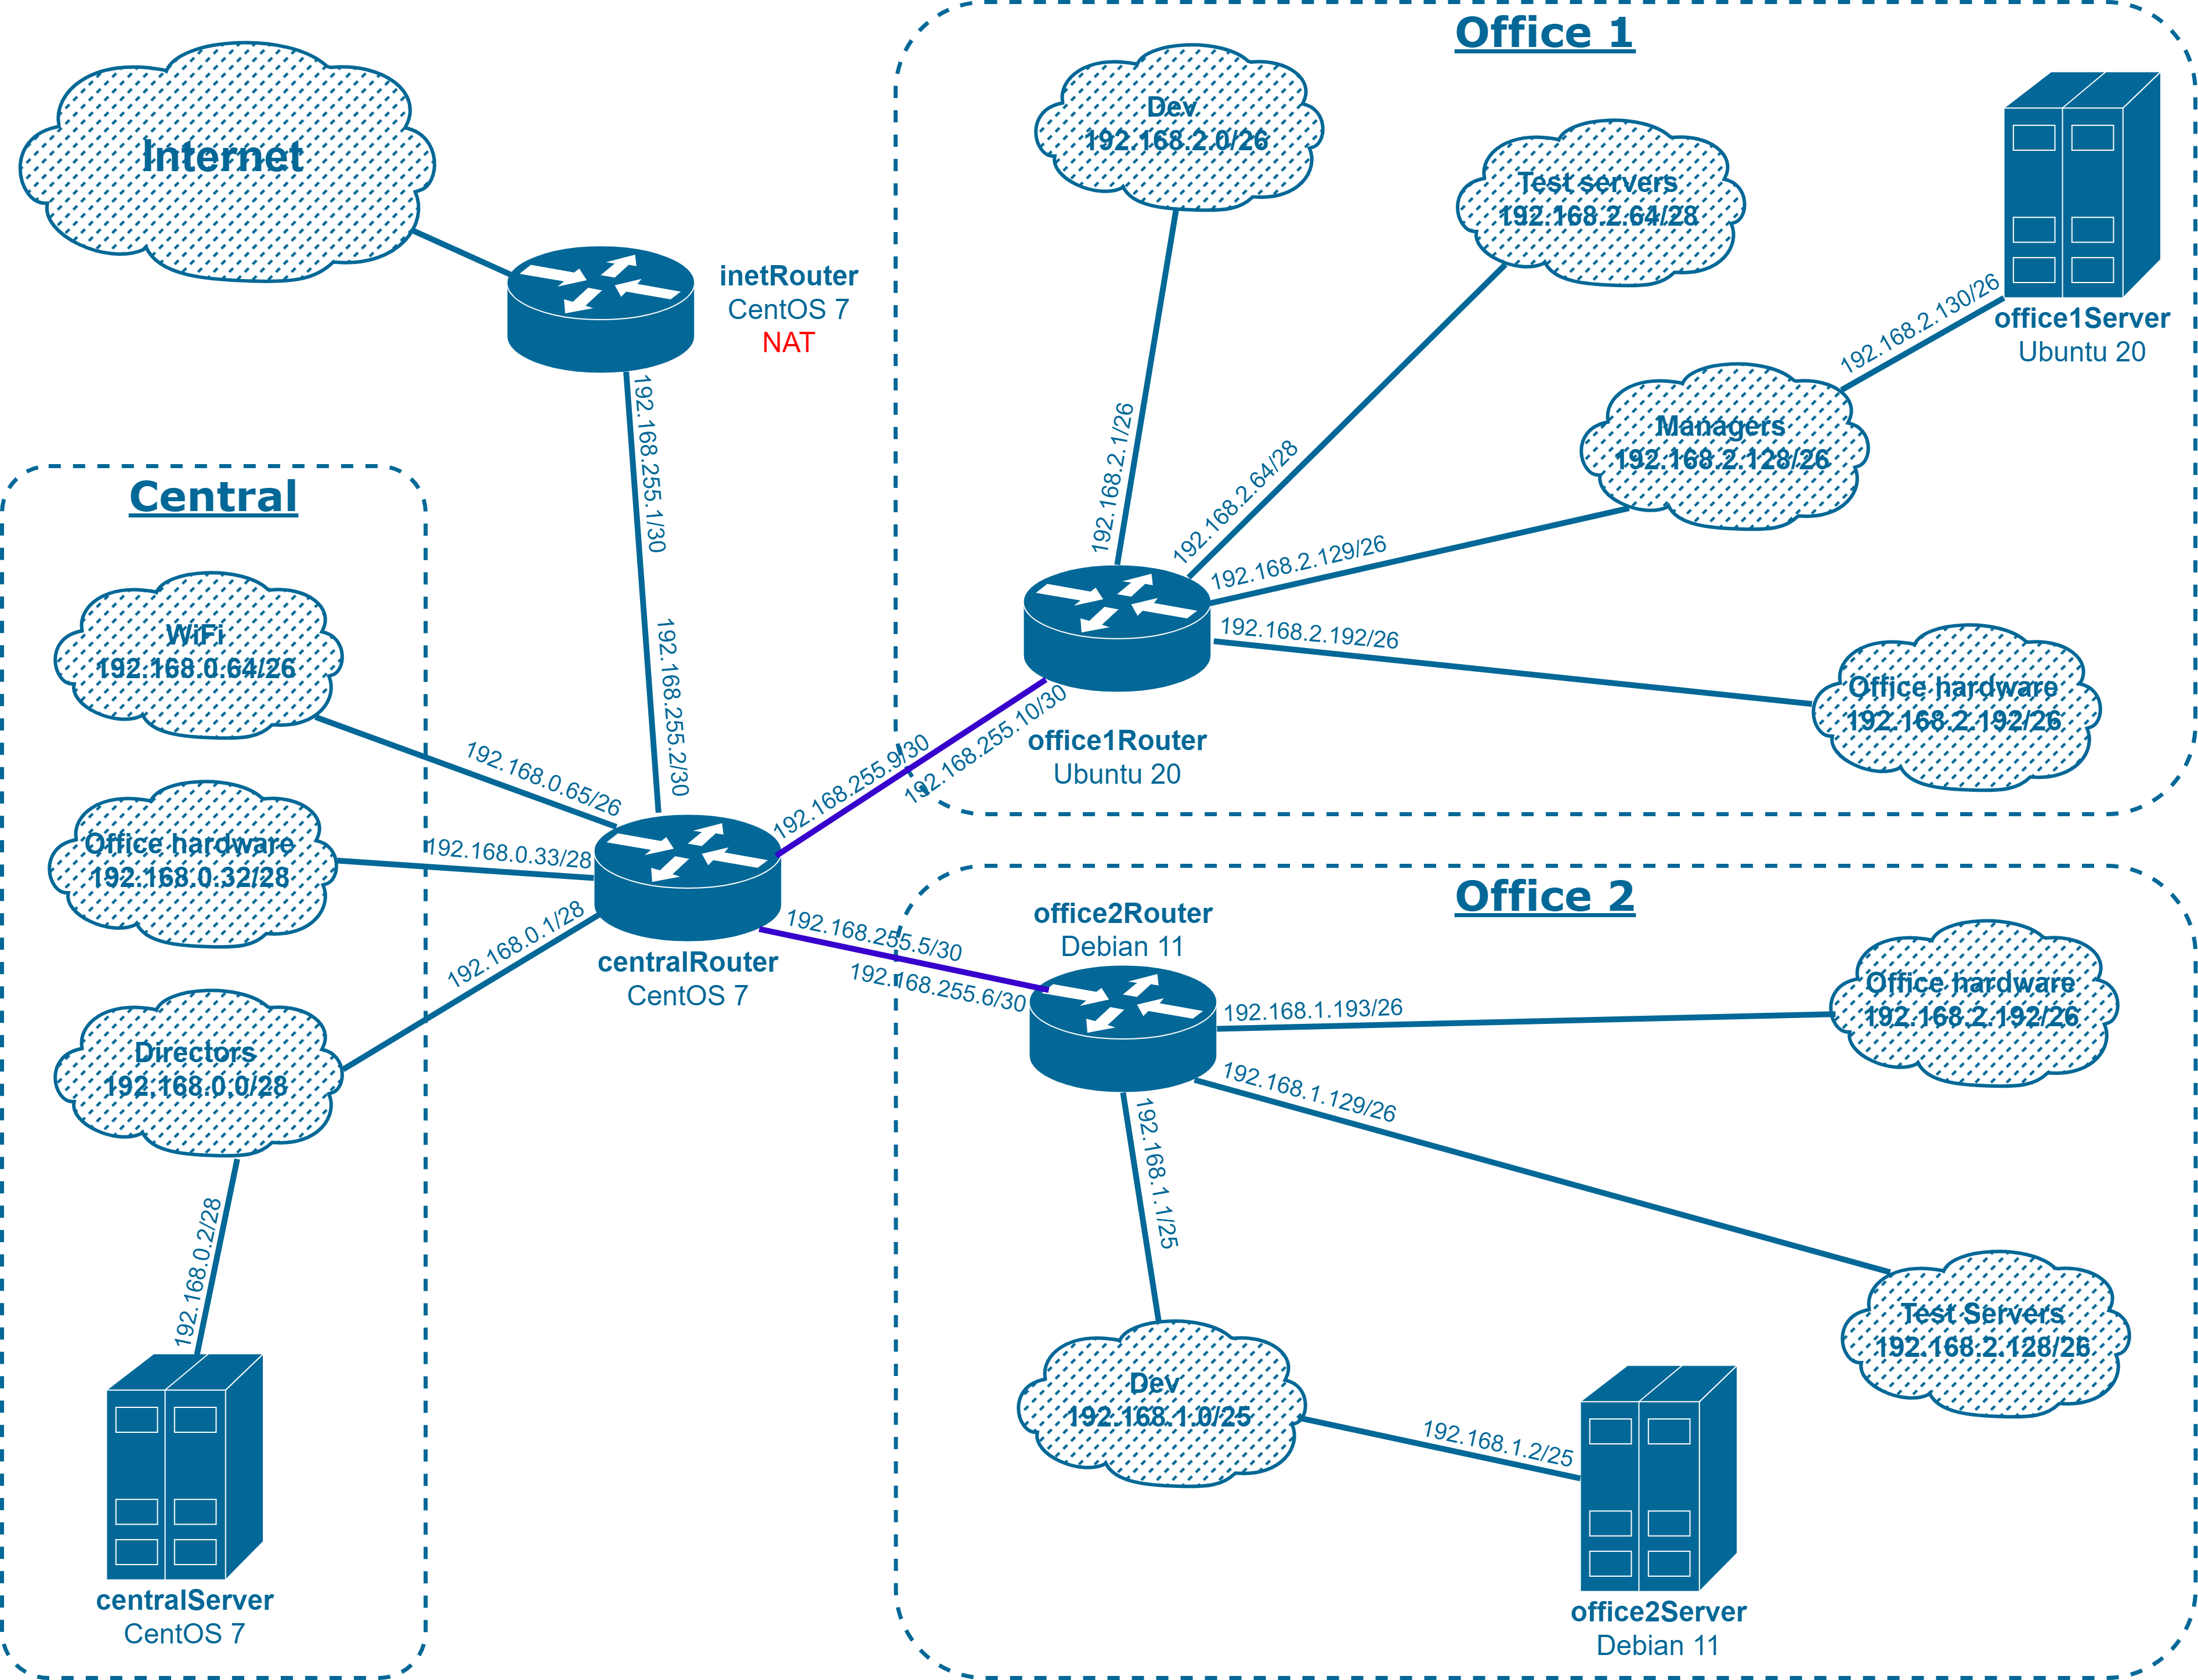 Internet
inetRouter
CentOS 7
NAT
192.168.255.1/30
192.168.255.2/30
Central
WiFi
192.168.0.64/26
192.168.0.65/26
Office hardware
192.168.0.32/28
192.168.0.33/28
Directors
192.168.0.0/28
192.168.0.1/28
192.168.0.2/28
centralServer
CentOS 7
centralRouter
CentOS 7
192.168.255.9/30
192.168.255.10/30
192.168.255.5/30
192.168.255.6/30
Office 1
Dev
192.168.2.0/26
192.168.2.1/26
Test servers
192.168.2.64/28
192.168.2.64/28
Managers
192.168.2.128/26
192.168.2.129/26
192.168.2.130/26
office1Server
Ubuntu 20
192.168.2.192/26
Office hardware
192.168.2.192/26
office1Router
Ubuntu 20
Office 2
office2Router
Debian 11
192.168.1.193/26
Office hardware
192.168.2.192/26
192.168.1.129/26
Test Servers
192.168.2.128/26
192.168.1.1/25
Dev
192.168.1.0/25
192.168.1.2/25
office2Server
Debian 11